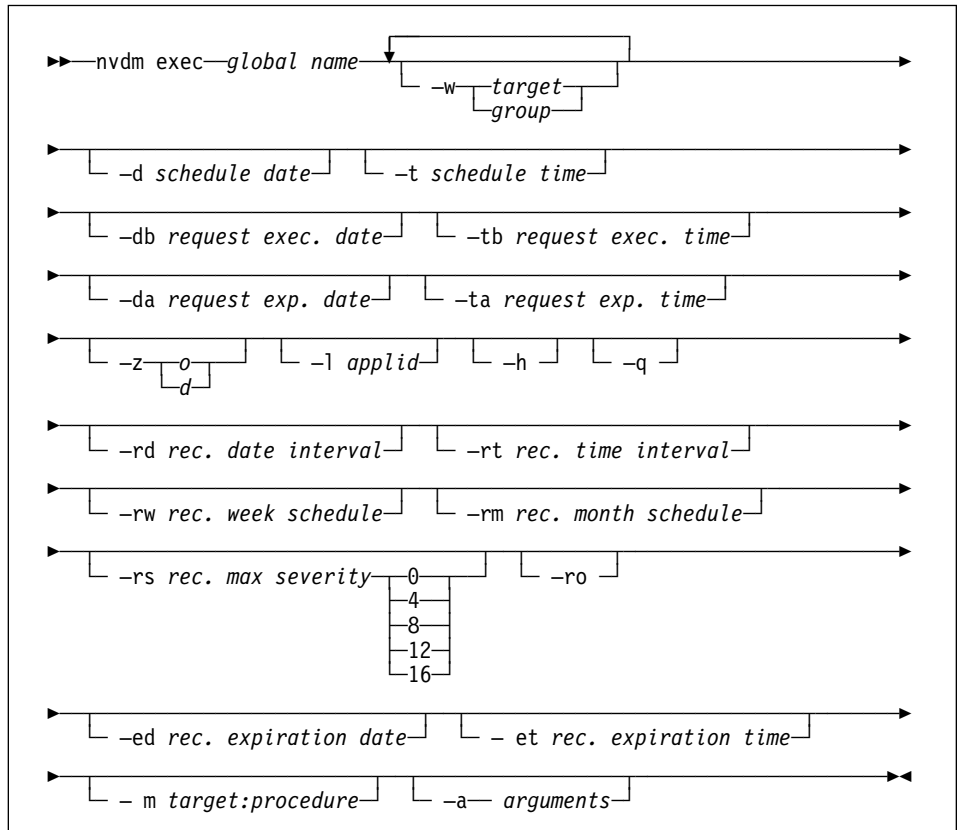 nvdm exec global name
–w target
group
–d schedule date –t schedule time
–db request exec. date –tb request exec. time
–da request exp. date –ta request exp. time
–z o –l applid –h –q
d
–rd rec. date interval –rt rec. time interval
–rw rec. week schedule –rm rec. month schedule
–rs rec. max severity 0 –ro
4
8
12
16
–ed rec. expiration date – et rec. expiration time
– m target:procedure –a arguments